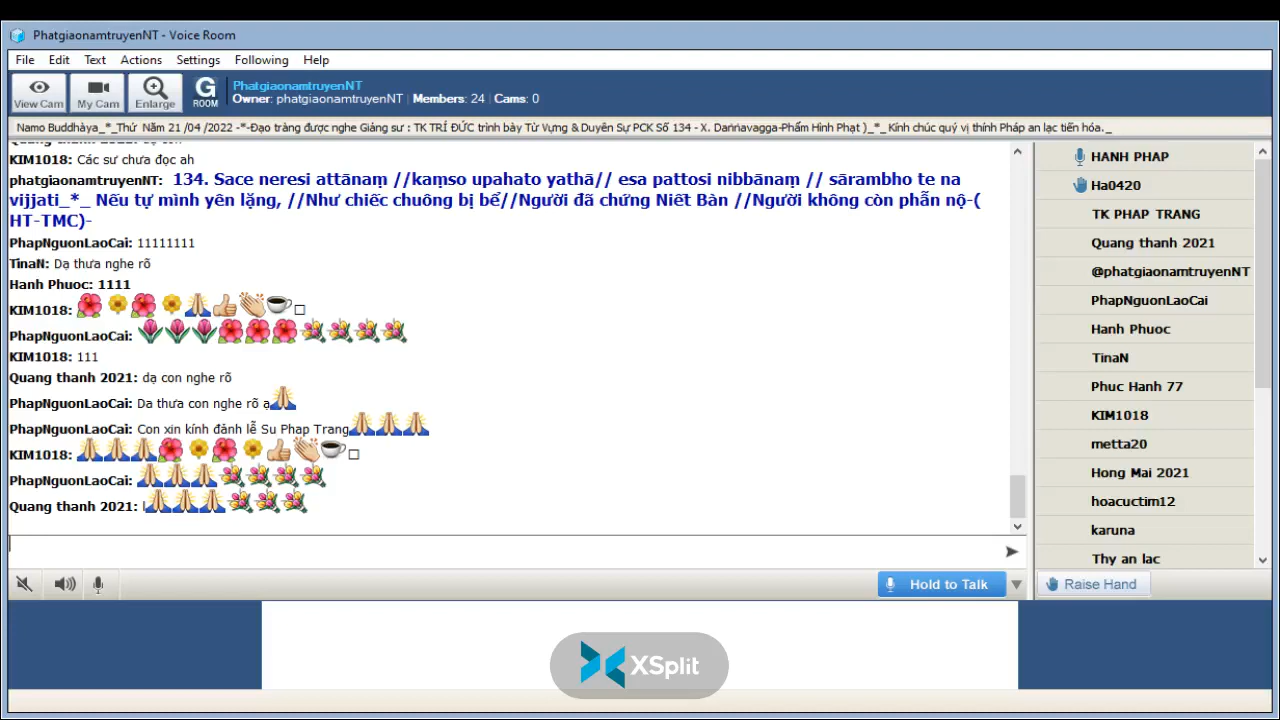 PhatgiaonamtruyenNT - Voice Room
File Edit Text Actions Settings Following Help
View Cam My Cam Enlarge G ROOM
PhatgiaonamtruyenNT
Owner: phatgiaonamtruyenNT | Members: 24 | Cams: 0
Namo Buddhàya_*_Thứ Năm 21 /04 /2022 -*-Đạo tràng được nghe Giảng sư : TK TRÍ ĐỨC trình bày Từ Vựng & Duyên Sự PCK Số 134 - X. Daṇṇavagga-Phẩm Hình Phạt )_*_ Kính chúc quý vị thính Pháp an lạc tiến hóa._
KIM1018: Các sư chưa đọc ah
phatgiaonamtruyenNT: 134. Sace neresi attānaṃ //kaṃso upahato yathā// esa pattosi nibbānaṃ // sārambho te na
vijjati_*_ Nếu tự mình yên lặng, //Như chiếc chuông bị bể//Người đã chứng Niết Bàn //Người không còn phẫn nộ-(
HT-TMC)-
PhapNguonLaoCai: 11111111
TinaN: Dạ thưa nghe rõ
Hanh Phuoc: 1111
KIM1018:
PhapNguonLaoCai:
KIM1018: 111
Quang thanh 2021: dạ con nghe rõ
PhapNguonLaoCai: Da thưa con nghe rõ ạ
PhapNguonLaoCai: Con xin kính đảnh lễ Su Phap Trang
KIM1018:
PhapNguonLaoCai:
Quang thanh 2021:
Hold to Talk
HANH PHAP
Ha0420
TK PHAP TRANG
Quang thanh 2021
@phatgiaonamtruyenNT
PhapNguonLaoCai
Hanh Phuoc
TinaN
Phuc Hanh 77
KIM1018
metta20
Hong Mai 2021
hoacuctim12
karuna
Thy an lac
Raise Hand
XSplit